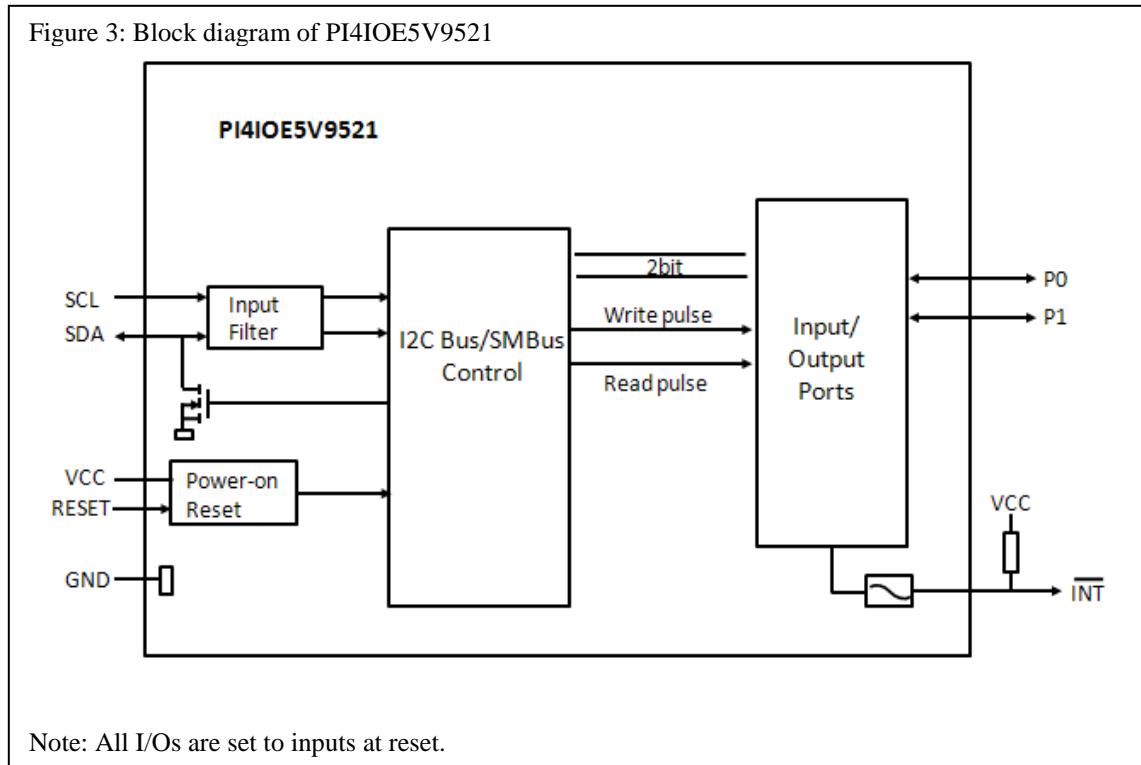 Figure 3: Block diagram of PI4IOE5V9521
PI4IOE5V9521
SCL
SDA
Input
Filter
I2C Bus/SMBus
Control
2bit
Write pulse
Read pulse
Input/
Output
Ports
P0
P1
VCC
RESET
Power-on
Reset
GND
VCC
INT
Note: All I/Os are set to inputs at reset.